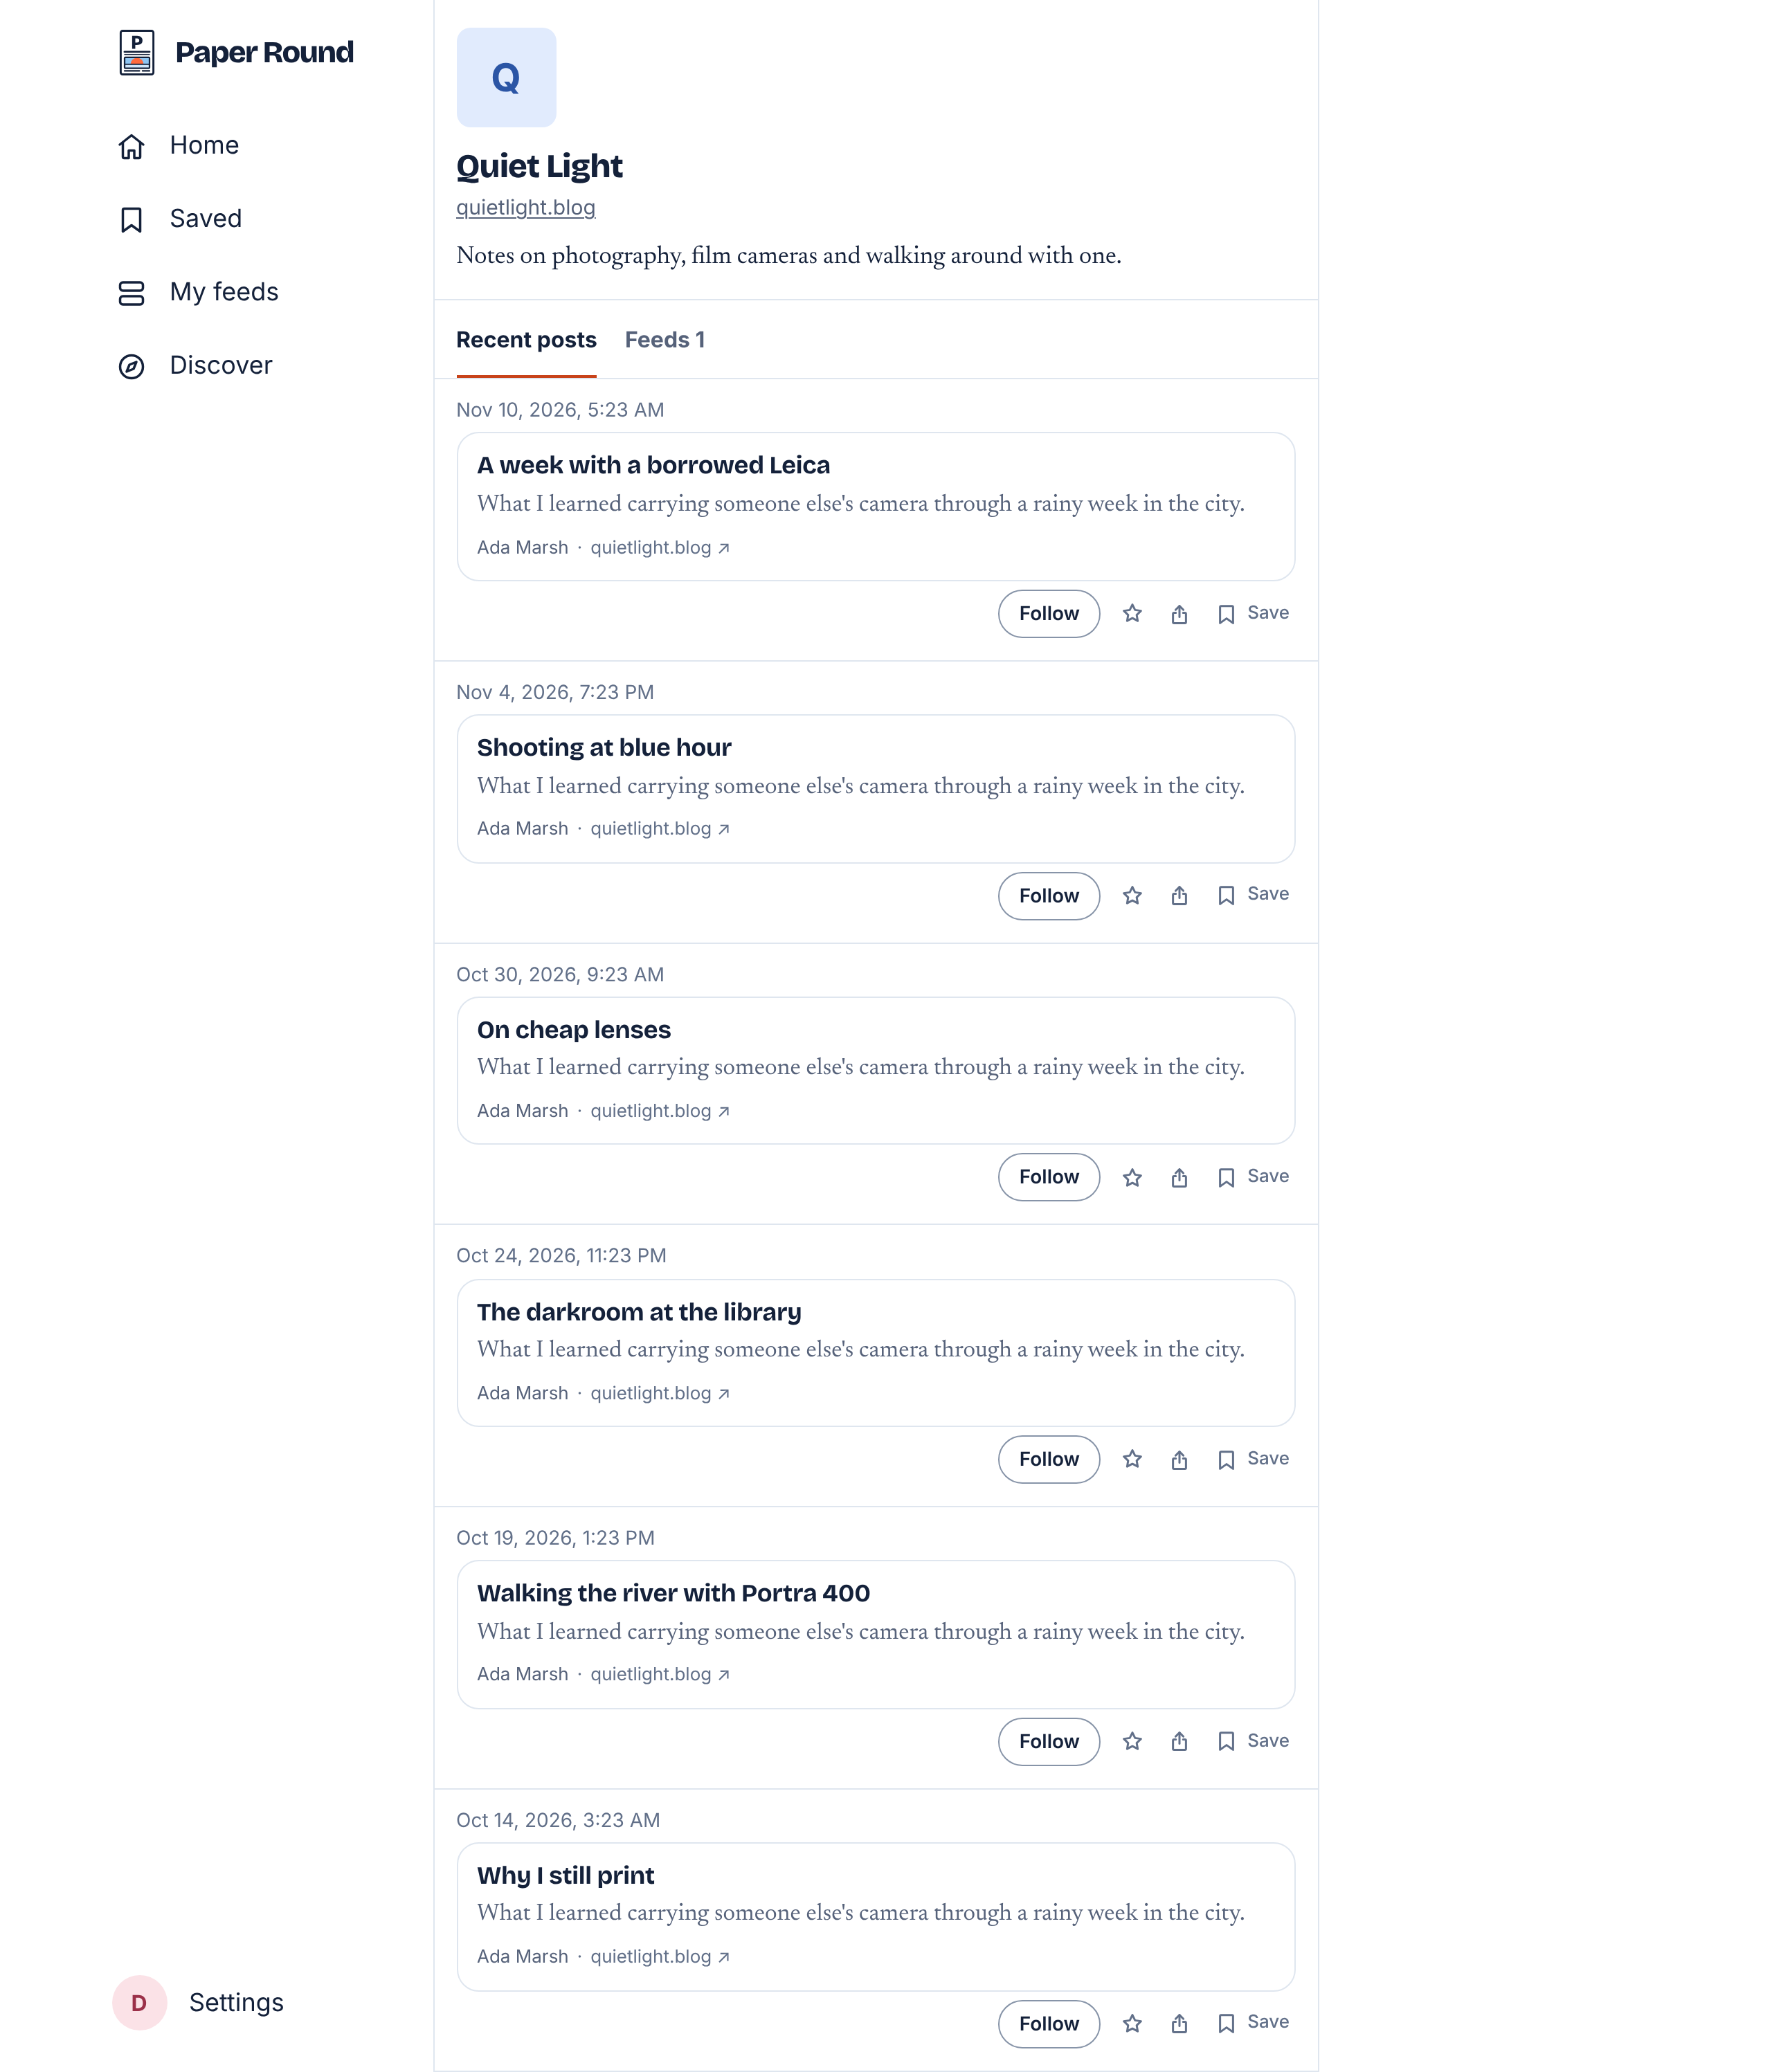 P
Paper Round
Home
Saved
My feeds
Discover
D
Settings
Q
Quiet Light
quietlight.blog
Notes on photography, film cameras and walking around with one.
Recent posts Feeds 1
Nov 10, 2026, 5:23 AM
A week with a borrowed Leica
What I learned carrying someone else's camera through a rainy week in the city.
Ada Marsh · quietlight.blog ↗
Follow Save
Nov 4, 2026, 7:23 PM
Shooting at blue hour
What I learned carrying someone else's camera through a rainy week in the city.
Ada Marsh · quietlight.blog ↗
Follow Save
Oct 30, 2026, 9:23 AM
On cheap lenses
What I learned carrying someone else's camera through a rainy week in the city.
Ada Marsh · quietlight.blog ↗
Follow Save
Oct 24, 2026, 11:23 PM
The darkroom at the library
What I learned carrying someone else's camera through a rainy week in the city.
Ada Marsh · quietlight.blog ↗
Follow Save
Oct 19, 2026, 1:23 PM
Walking the river with Portra 400
What I learned carrying someone else's camera through a rainy week in the city.
Ada Marsh · quietlight.blog ↗
Follow Save
Oct 14, 2026, 3:23 AM
Why I still print
What I learned carrying someone else's camera through a rainy week in the city.
Ada Marsh · quietlight.blog ↗
Follow Save